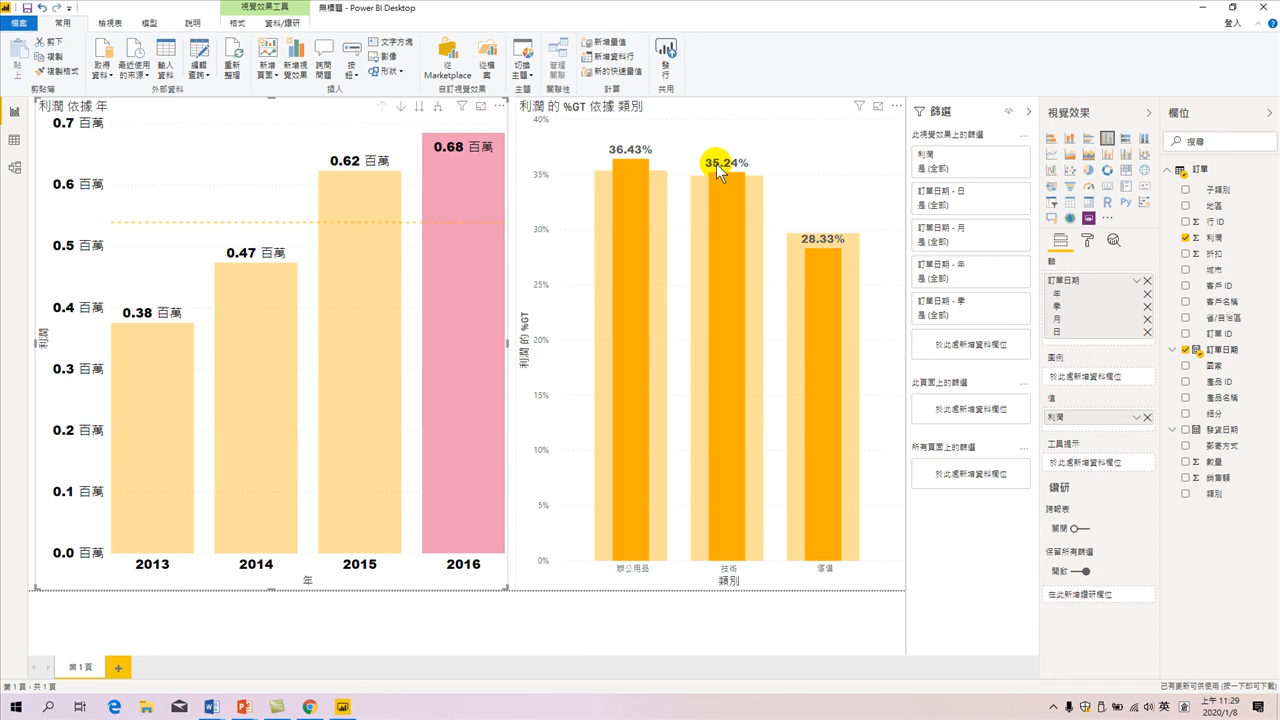 視覺效果工具
無標題 - Power BI Desktop
檔案
常用
檢視表
模型
說明
格式
資料/鑽研
登入
貼上
剪下
複製
複製格式
剪貼簿
取得資料
最近使用的來源
輸入資料
編輯查詢
重新整理
外部資料
新增頁面
新增視覺效果
詢問問題
按鈕
文字方塊
影像
形狀
插入
從 Marketplace
從檔案
自訂視覺效果
切換主題
主題
管理關聯
關聯性
新增量值
新增資料行
新的快速量值
計算
發行
共用
利潤 依據 年
0.7 百萬
0.6 百萬
0.5 百萬
0.4 百萬
0.3 百萬
0.2 百萬
0.1 百萬
0.0 百萬
利潤
0.38 百萬
0.47 百萬
0.62 百萬
0.68 百萬
2013
2014
2015
2016
年
利潤 的 %GT 依據 類別
40%
35%
30%
25%
20%
15%
10%
5%
0%
利潤 的 %GT
36.43%
35.24%
28.33%
辦公用品
技術
傢俱
類別
篩選
此視覺效果上的篩選
利潤
是 (全部)
訂單日期 - 日
是 (全部)
訂單日期 - 月
是 (全部)
訂單日期 - 年
是 (全部)
訂單日期 - 季
是 (全部)
於此處新增資料欄位
此頁面上的篩選
於此處新增資料欄位
所有頁面上的篩選
於此處新增資料欄位
視覺效果
R
Py
軸
訂單日期
年
季
月
日
圖例
於此處新增資料欄位
值
利潤
工具提示
於此處新增資料欄位
鑽研
跨報表
關閉
保留所有篩選
開啟
在此新增鑽研欄位
欄位
搜尋
訂單
子類別
地區
行 ID
利潤
折扣
城市
客戶 ID
客戶名稱
省/自治區
訂單 ID
訂單日期
國家
產品 ID
產品名稱
細分
發貨日期
郵寄方式
數量
銷售額
類別
第 1 頁
第 1 頁，共 1 頁
已有更新可供使用 (按一下即可下載)
英
上午 11:29
2020/1/8